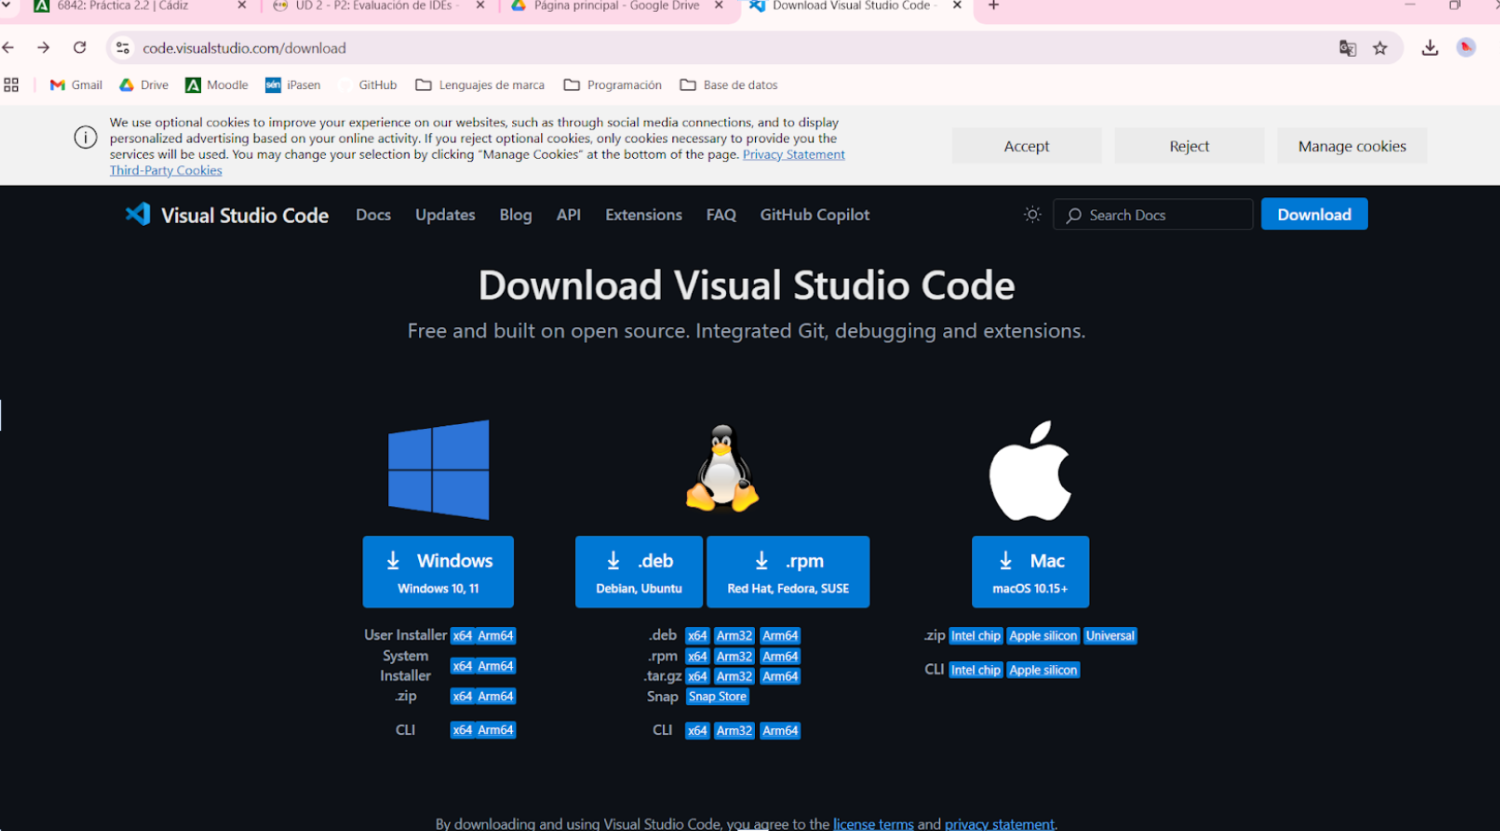 6842: Práctica 2.2 | Cádiz
UD 2 - P2: Evaluación de IDEs -
Página principal - Google Drive
Download Visual Studio Code -
code.visualstudio.com/download
Gmail Drive Moodle iPasen GitHub Lenguajes de marca Programación Base de datos
We use optional cookies to improve your experience on our websites, such as through social media connections, and to display
personalized advertising based on your online activity. If you reject optional cookies, only cookies necessary to provide you the
services will be used. You may change your selection by clicking “Manage Cookies” at the bottom of the page. Privacy Statement
Third-Party Cookies
Accept Reject Manage cookies
Visual Studio Code Docs Updates Blog API Extensions FAQ GitHub Copilot Search Docs Download
Download Visual Studio Code
Free and built on open source. Integrated Git, debugging and extensions.
Windows
Windows 10, 11
User Installer x64 Arm64
System
Installer x64 Arm64
.zip x64 Arm64
CLI x64 Arm64
.deb
Debian, Ubuntu
.rpm
Red Hat, Fedora, SUSE
.deb x64 Arm32 Arm64
.rpm x64 Arm32 Arm64
.tar.gz x64 Arm32 Arm64
Snap Snap Store
CLI x64 Arm32 Arm64
Mac
macOS 10.15+
.zip Intel chip Apple silicon Universal
CLI Intel chip Apple silicon
By downloading and using Visual Studio Code, you agree to the license terms and privacy statement.